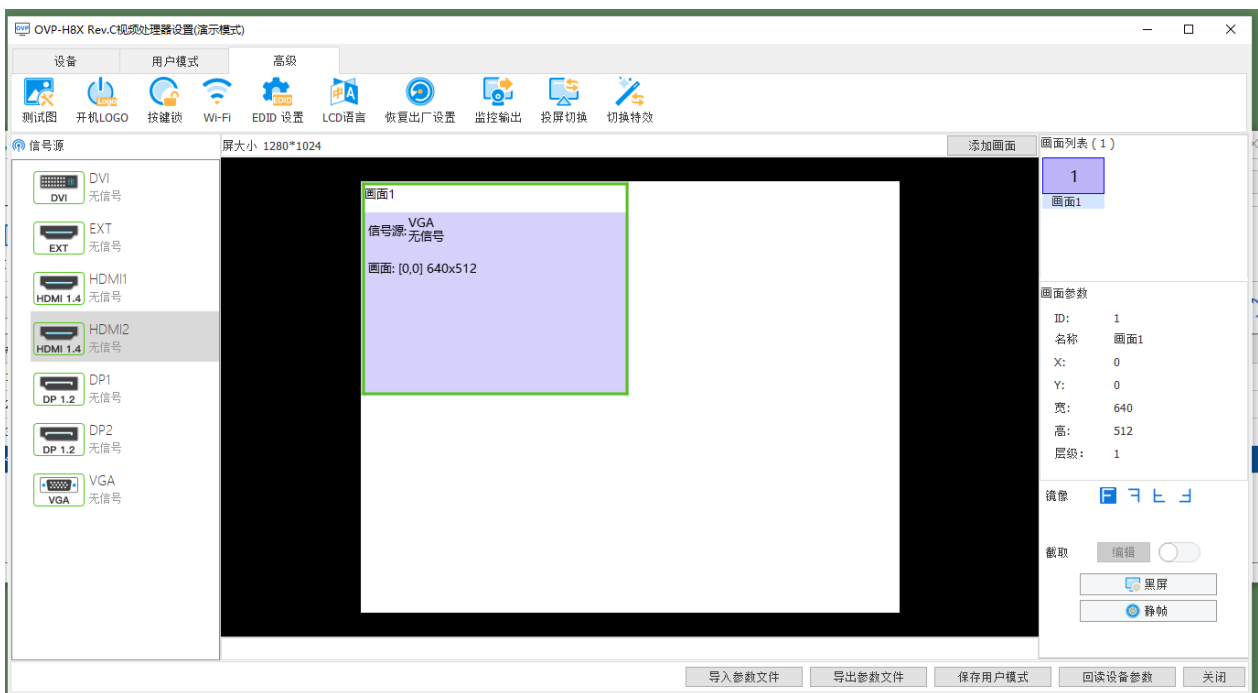 OVP-H8X Rev.C视频处理器设置(演示模式)
设备 用户模式 高级
测试图 开机LOGO 按键锁 Wi-Fi EDID 设置 LCD语言 恢复出厂设置 监控输出 投屏切换 切换特效
信号源
屏大小 1280*1024
添加画面
画面列表 ( 1 )
DVI
DVI
无信号
EXT
EXT
无信号
HDMI 1.4
HDMI1
无信号
HDMI 1.4
HDMI2
无信号
DP 1.2
DP1
无信号
DP 1.2
DP2
无信号
VGA
VGA
无信号
画面1
信号源: VGA
无信号
画面: [0,0] 640x512
1
画面1
画面参数
ID: 1
名称 画面1
X: 0
Y: 0
宽: 640
高: 512
层级: 1
镜像
截取 编辑
黑屏
静帧
导入参数文件 导出参数文件 保存用户模式 回读设备参数 关闭